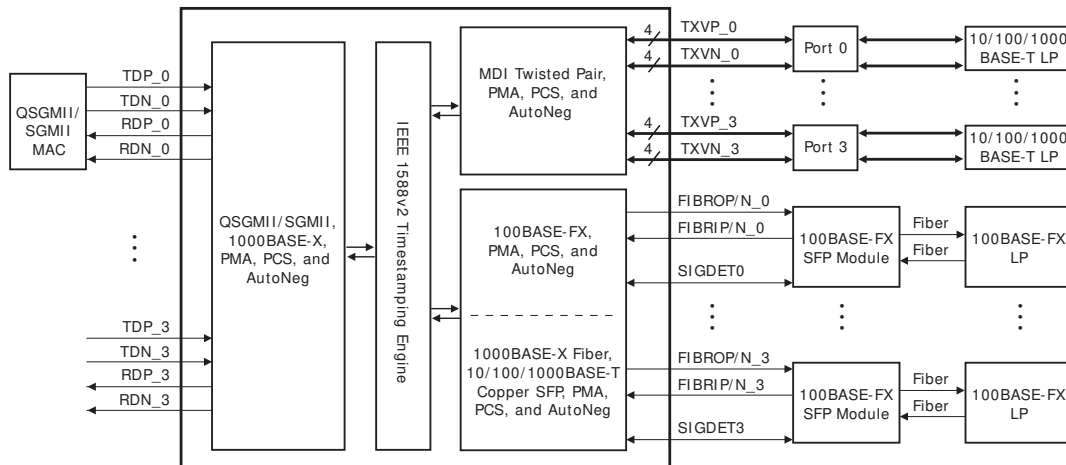 QSGMII/
SGMII
MAC
TDP_0
TDN_0
RDP_0
RDN_0
TDP_3
TDN_3
RDP_3
RDN_3
QSGMII/SGMII,
1000BASE-X,
PMA, PCS, and
AutoNeg
IEEE 1588v2 Timestamping Engine
MDI Twisted Pair,
PMA, PCS, and
AutoNeg
100BASE-FX,
PMA, PCS, and
AutoNeg
1000BASE-X Fiber,
10/100/1000BASE-T
Copper SFP, PMA,
PCS, and AutoNeg
4 TXVP_0
4 TXVN_0
4 TXVP_3
4 TXVN_3
Port 0
Port 3
10/100/1000
BASE-T LP
10/100/1000
BASE-T LP
FIBROP/N_0
FIBRIP/N_0
SIGDET0
100BASE-FX
SFP Module
Fiber
Fiber
100BASE-FX
LP
FIBROP/N_3
FIBRIP/N_3
SIGDET3
100BASE-FX
SFP Module
Fiber
Fiber
100BASE-FX
LP